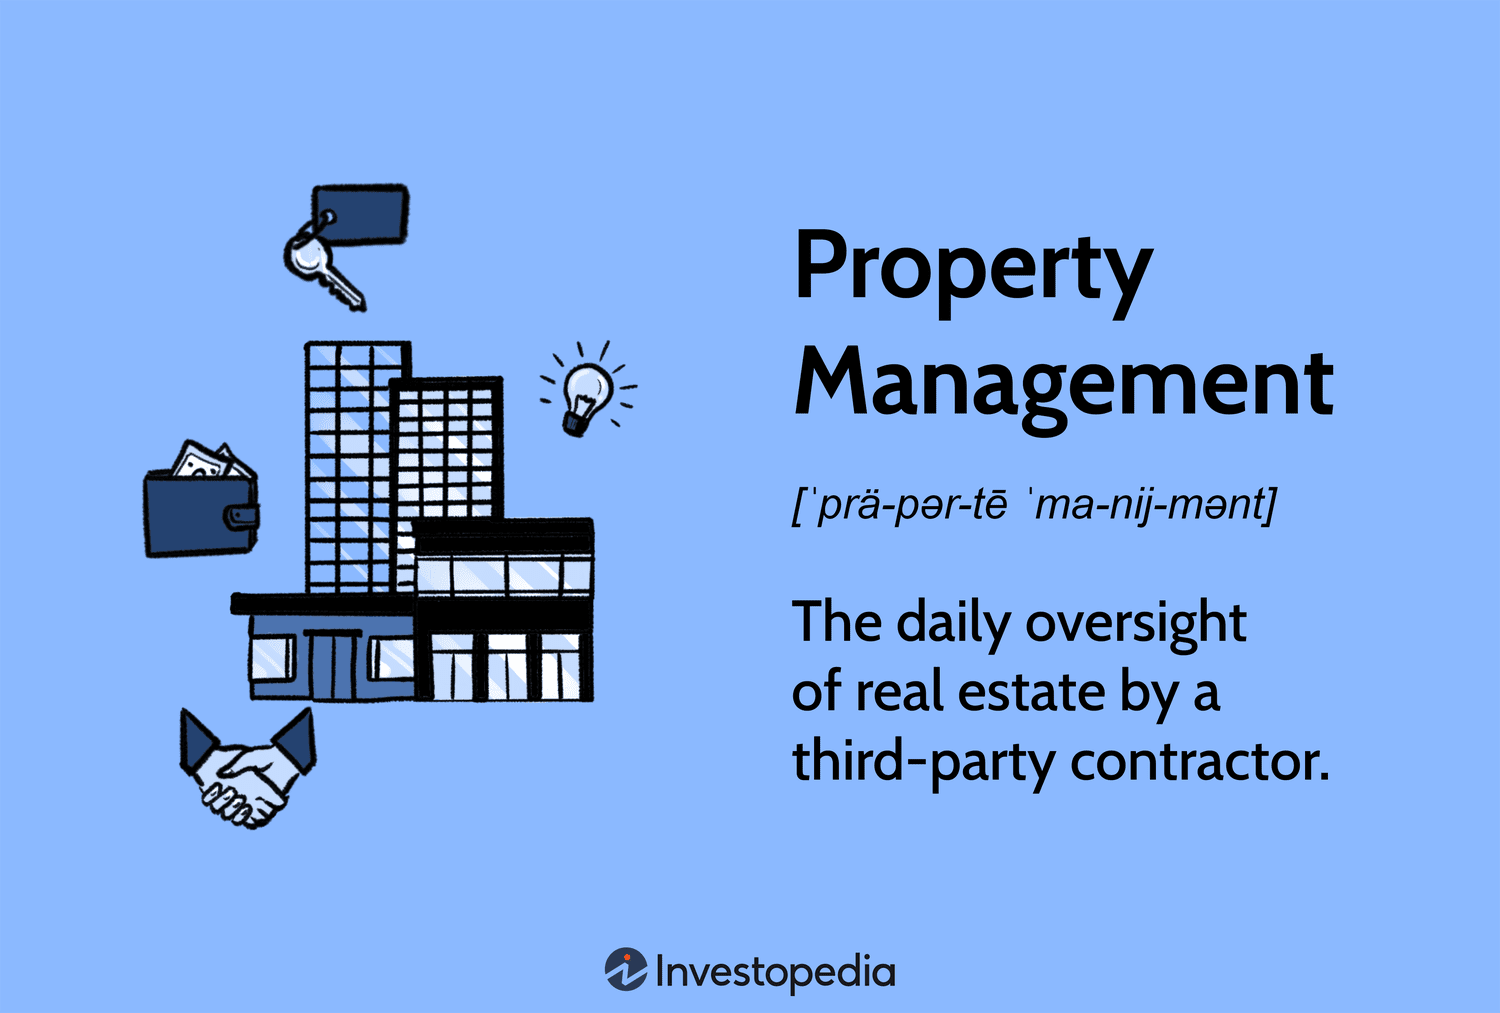 Property
Management
[ˈprä-pər-tē ˈma-nij-mənt]
The daily oversight
of real estate by a
third-party contractor.
Investopedia